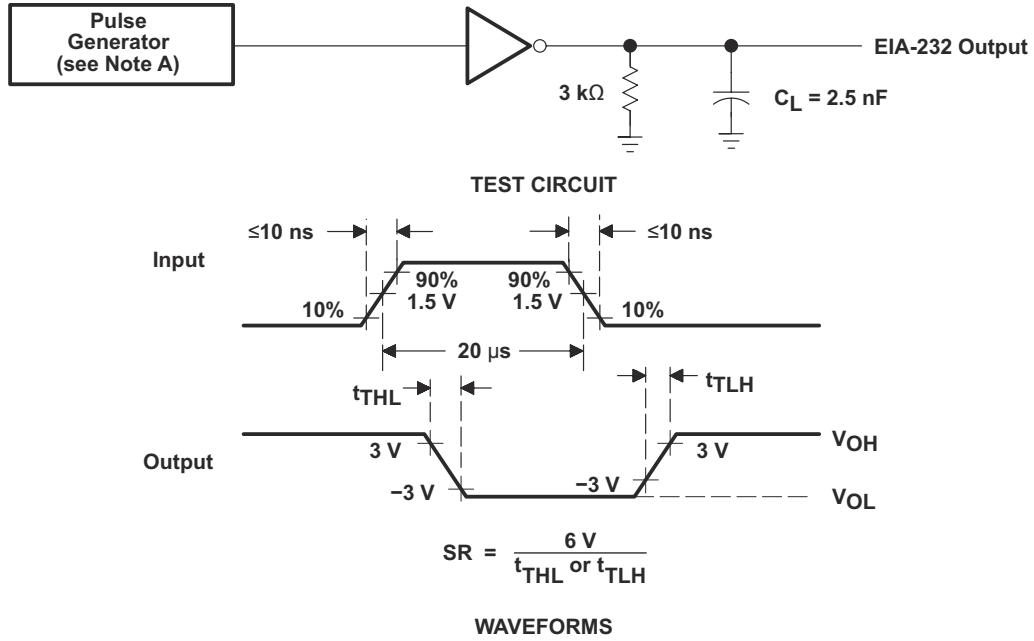 Pulse
Generator
(see Note A)
EIA-232 Output
3 kΩ
CL = 2.5 nF
TEST CIRCUIT
≤10 ns
≤10 ns
Input
90%
90%
1.5 V
1.5 V
10%
10%
20 μs
tTHL
tTLH
3 V
3 V
VOH
Output
−3 V
−3 V
VOL
SR = 6 V
tTHL or tTLH
WAVEFORMS